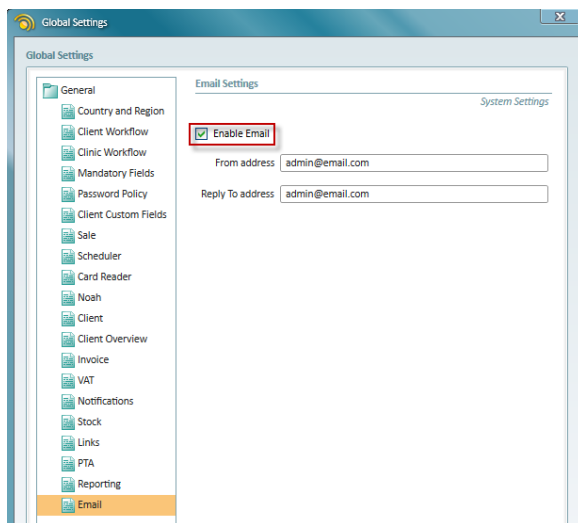 Global Settings
Global Settings
General
Country and Region
Client Workflow
Clinic Workflow
Mandatory Fields
Password Policy
Client Custom Fields
Sale
Scheduler
Card Reader
Noah
Client
Client Overview
Invoice
VAT
Notifications
Stock
Links
PTA
Reporting
Email
Email Settings
System Settings
Enable Email
From address admin@email.com
Reply To address admin@email.com